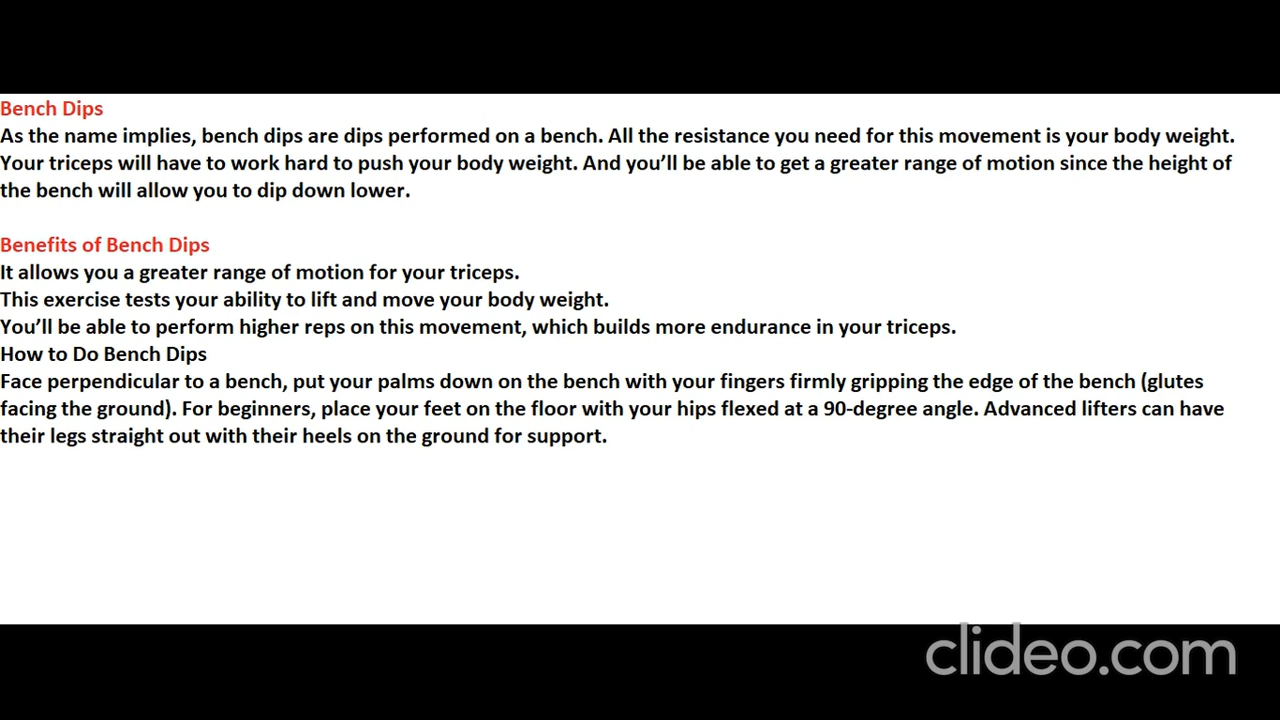 Bench Dips
As the name implies, bench dips are dips performed on a bench. All the resistance you need for this movement is your body weight.
Your triceps will have to work hard to push your body weight. And you’ll be able to get a greater range of motion since the height of
the bench will allow you to dip down lower.
Benefits of Bench Dips
It allows you a greater range of motion for your triceps.
This exercise tests your ability to lift and move your body weight.
You’ll be able to perform higher reps on this movement, which builds more endurance in your triceps.
How to Do Bench Dips
Face perpendicular to a bench, put your palms down on the bench with your fingers firmly gripping the edge of the bench (glutes
facing the ground). For beginners, place your feet on the floor with your hips flexed at a 90-degree angle. Advanced lifters can have
their legs straight out with their heels on the ground for support.
clideo.com